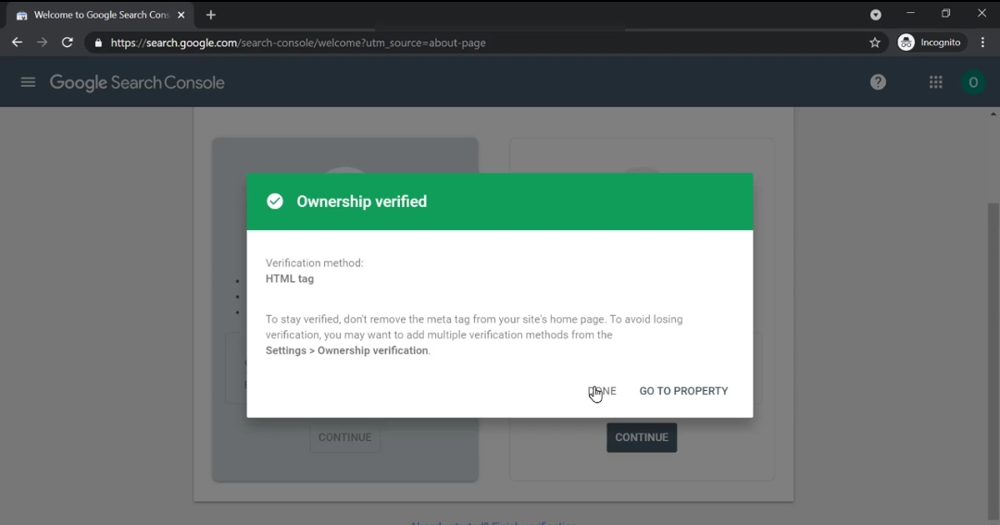 Welcome to Google Search Cons
https://search.google.com/search-console/welcome?utm_source=about-page
Incognito
Google Search Console
?
O
Ownership verified
Verification method:
HTML tag
To stay verified, don't remove the meta tag from your site's home page. To avoid losing
verification, you may want to add multiple verification methods from the
Settings > Ownership verification.
DONE GO TO PROPERTY
CONTINUE CONTINUE